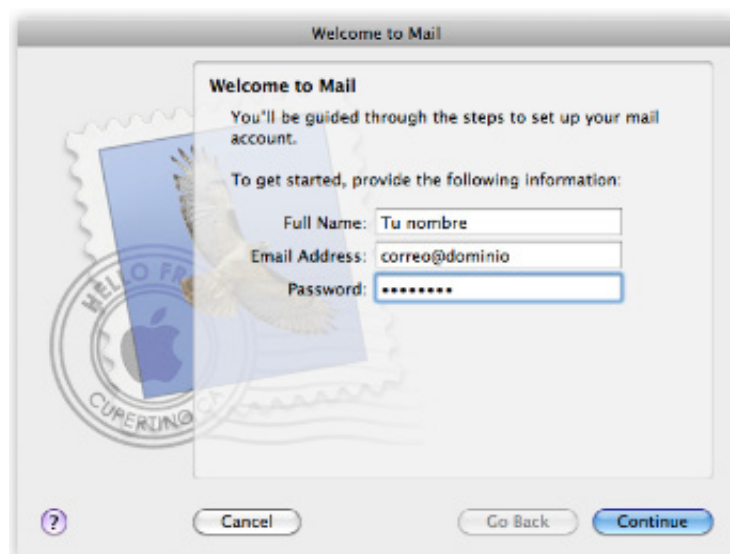 Welcome to Mail
Welcome to Mail
You'll be guided through the steps to set up your mail
account.
To get started, provide the following information:
Full Name: Tu nombre
Email Address: correo@dominio
Password: ••••••••
HELLO FR
CUPERTINO CA
? Cancel Go Back Continue